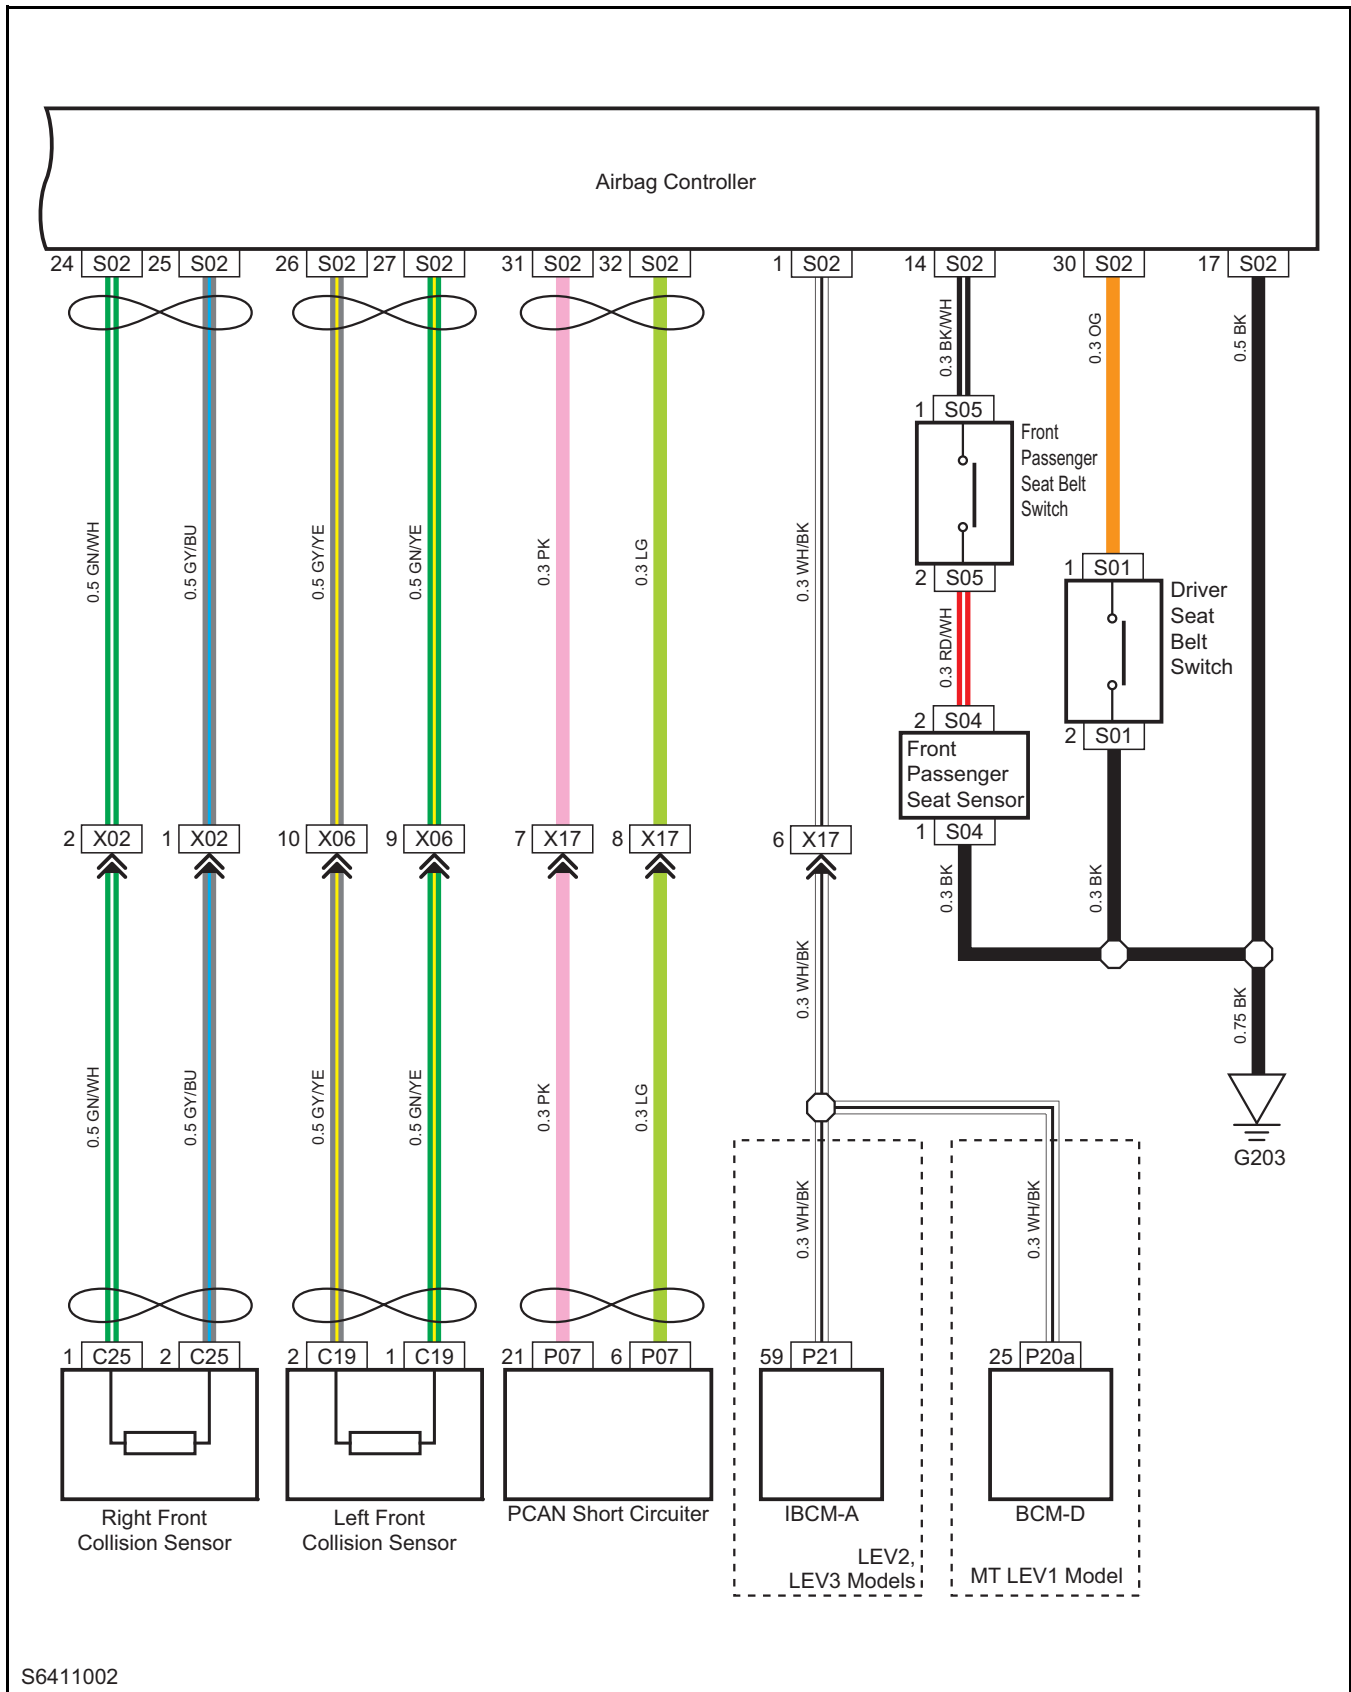 Airbag Controller
24 S02 25 S02 26 S02 27 S02 31 S02 32 S02 1 S02 14 S02 30 S02 17 S02
0.3 BK/WH
0.3 OG
0.5 BK
1 S05
Front
Passenger
Seat Belt
Switch
0.5 GN/WH
0.5 GY/BU
0.5 GY/YE
0.5 GN/YE
0.3 PK
0.3 LG
0.3 WH/BK
2 S05
1 S01
Driver
Seat
Belt
Switch
0.3 RD/WH
2 S04
2 S01
Front
Passenger
Seat Sensor
2 X02 1 X02 10 X06 9 X06 7 X17 8 X17 6 X17 1 S04
0.3 BK
0.3 BK
0.3 WH/BK
0.75 BK
0.5 GN/WH
0.5 GY/BU
0.5 GY/YE
0.5 GN/YE
0.3 PK
0.3 LG
G203
0.3 WH/BK
0.3 WH/BK
1 C25 2 C25 2 C19 1 C19 21 P07 6 P07 59 P21 25 P20a
Right Front
Collision Sensor
Left Front
Collision Sensor
PCAN Short Circuiter
IBCM-A
BCM-D
LEV2,
LEV3 Models
MT LEV1 Model
S6411002